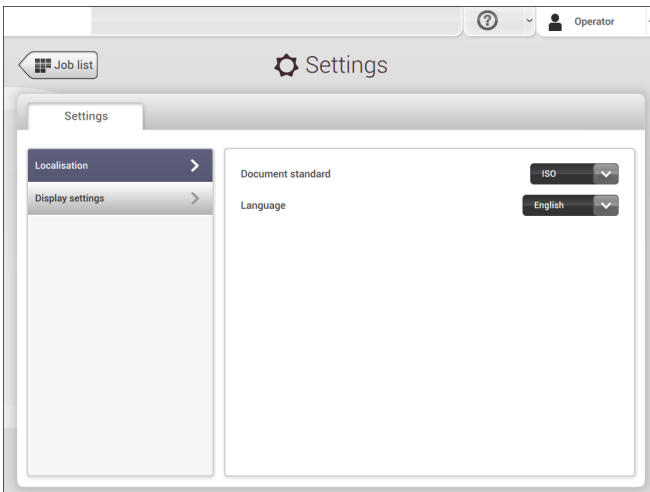 Operator
Job list
Settings
Settings
Localisation
Display settings
Document standard
ISO
Language
English